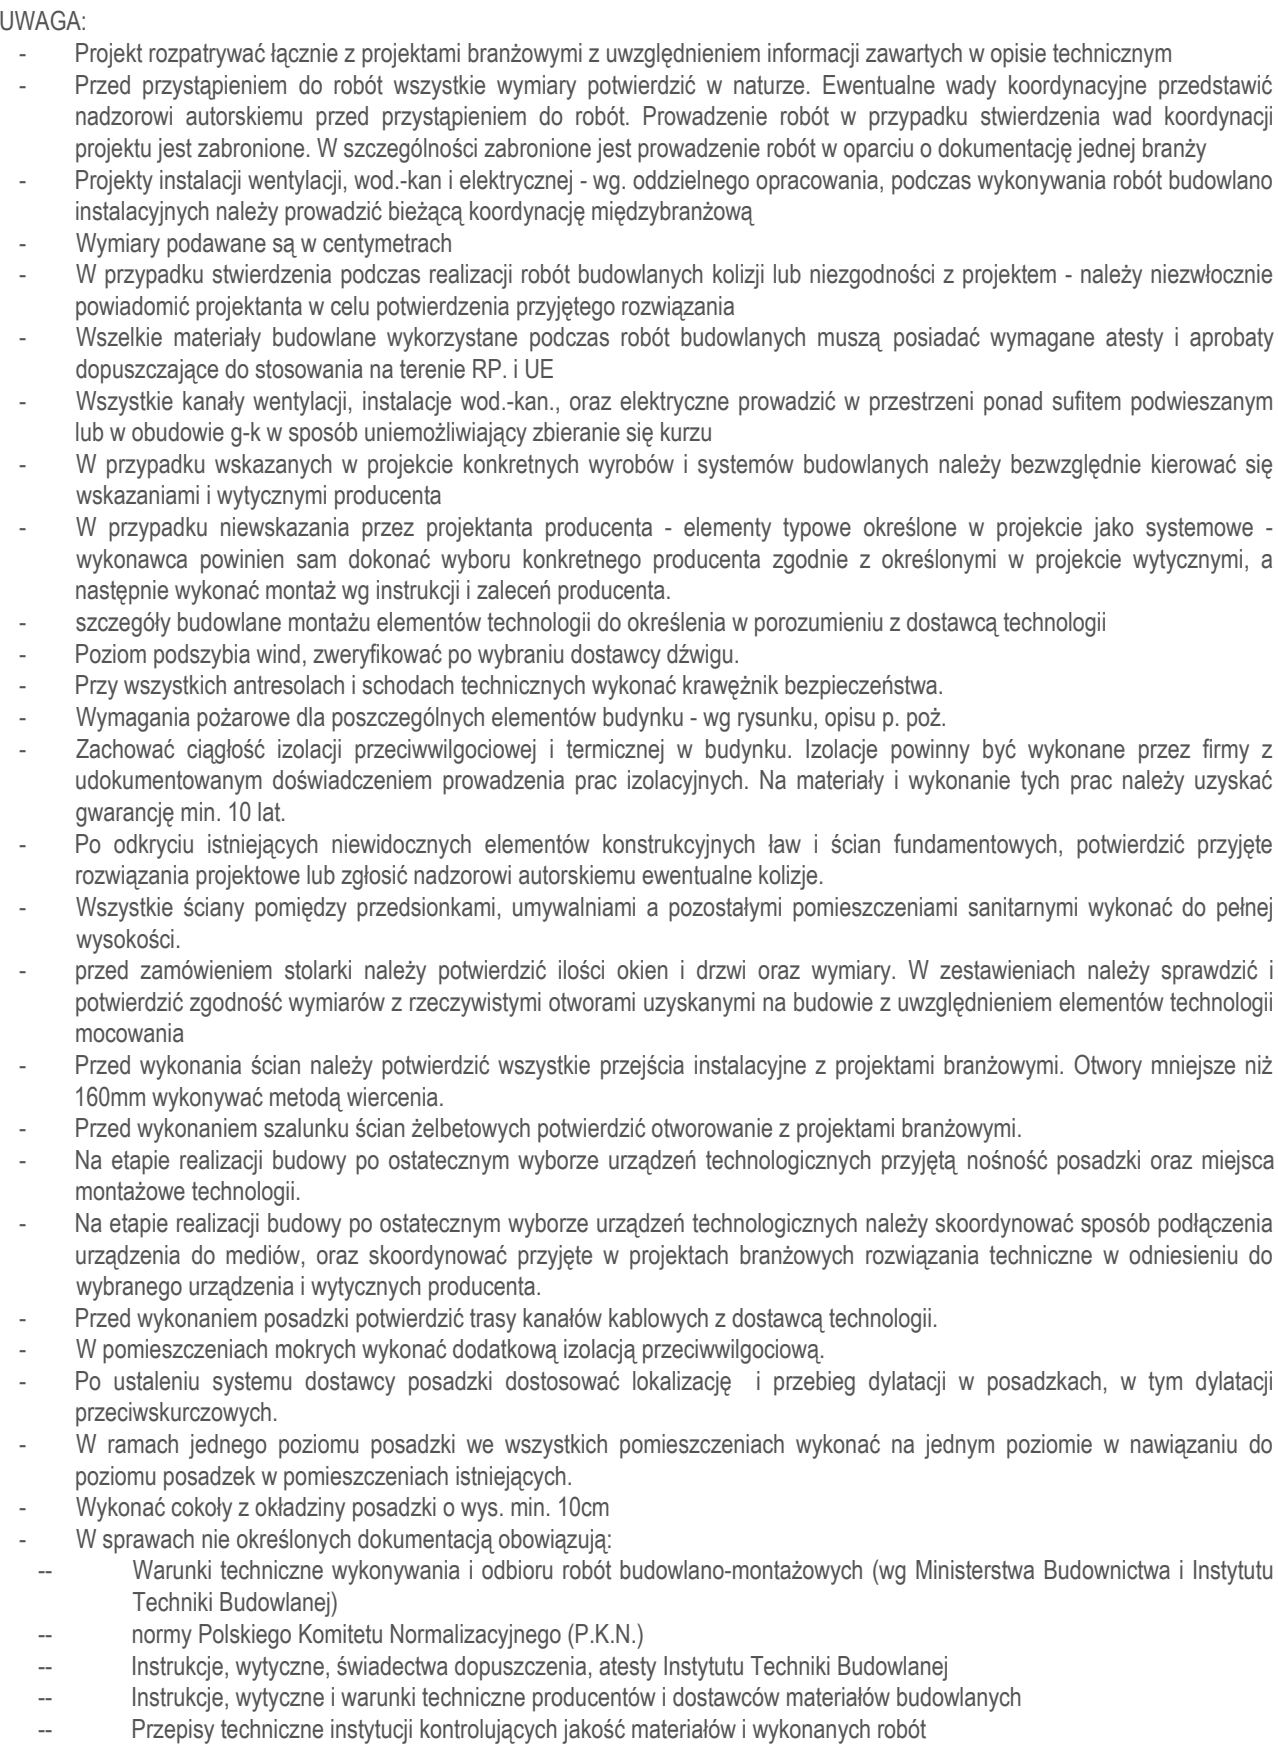 UWAGA:
- Projekt rozpatrywać łącznie z projektami branżowymi z uwzględnieniem informacji zawartych w opisie technicznym
- Przed przystąpieniem do robót wszystkie wymiary potwierdzić w naturze. Ewentualne wady koordynacyjne przedstawić
nadzorowi autorskiemu przed przystąpieniem do robót. Prowadzenie robót w przypadku stwierdzenia wad koordynacji
projektu jest zabronione. W szczególności zabronione jest prowadzenie robót w oparciu o dokumentację jednej branży
- Projekty instalacji wentylacji, wod.-kan i elektrycznej - wg. oddzielnego opracowania, podczas wykonywania robót budowlano
instalacyjnych należy prowadzić bieżącą koordynację międzybranżową
- Wymiary podawane są w centymetrach
- W przypadku stwierdzenia podczas realizacji robót budowlanych kolizji lub niezgodności z projektem - należy niezwłocznie
powiadomić projektanta w celu potwierdzenia przyjętego rozwiązania
- Wszelkie materiały budowlane wykorzystane podczas robót budowlanych muszą posiadać wymagane atesty i aprobaty
dopuszczające do stosowania na terenie RP. i UE
- Wszystkie kanały wentylacji, instalacje wod.-kan., oraz elektryczne prowadzić w przestrzeni ponad sufitem podwieszanym
lub w obudowie g-k w sposób uniemożliwiający zbieranie się kurzu
- W przypadku wskazanych w projekcie konkretnych wyrobów i systemów budowlanych należy bezwzględnie kierować się
wskazaniami i wytycznymi producenta
- W przypadku niewskazania przez projektanta producenta - elementy typowe określone w projekcie jako systemowe -
wykonawca powinien sam dokonać wyboru konkretnego producenta zgodnie z określonymi w projekcie wytycznymi, a
następnie wykonać montaż wg instrukcji i zaleceń producenta.
- szczegóły budowlane montażu elementów technologii do określenia w porozumieniu z dostawcą technologii
- Poziom podszybia wind, zweryfikować po wybraniu dostawcy dźwigu.
- Przy wszystkich antresolach i schodach technicznych wykonać krawężnik bezpieczeństwa.
- Wymagania pożarowe dla poszczególnych elementów budynku - wg rysunku, opisu p. poż.
- Zachować ciągłość izolacji przeciwwilgociowej i termicznej w budynku. Izolacje powinny być wykonane przez firmy z
udokumentowanym doświadczeniem prowadzenia prac izolacyjnych. Na materiały i wykonanie tych prac należy uzyskać
gwarancję min. 10 lat.
- Po odkryciu istniejących niewidocznych elementów konstrukcyjnych ław i ścian fundamentowych, potwierdzić przyjęte
rozwiązania projektowe lub zgłosić nadzorowi autorskiemu ewentualne kolizje.
- Wszystkie ściany pomiędzy przedsionkami, umywalniami a pozostałymi pomieszczeniami sanitarnymi wykonać do pełnej
wysokości.
- przed zamówieniem stolarki należy potwierdzić ilości okien i drzwi oraz wymiary. W zestawieniach należy sprawdzić i
potwierdzić zgodność wymiarów z rzeczywistymi otworami uzyskanymi na budowie z uwzględnieniem elementów technologii
mocowania
- Przed wykonania ścian należy potwierdzić wszystkie przejścia instalacyjne z projektami branżowymi. Otwory mniejsze niż
160mm wykonywać metodą wiercenia.
- Przed wykonaniem szalunku ścian żelbetowych potwierdzić otworowanie z projektami branżowymi.
- Na etapie realizacji budowy po ostatecznym wyborze urządzeń technologicznych przyjętą nośność posadzki oraz miejsca
montażowe technologii.
- Na etapie realizacji budowy po ostatecznym wyborze urządzeń technologicznych należy skoordynować sposób podłączenia
urządzenia do mediów, oraz skoordynować przyjęte w projektach branżowych rozwiązania techniczne w odniesieniu do
wybranego urządzenia i wytycznych producenta.
- Przed wykonaniem posadzki potwierdzić trasy kanałów kablowych z dostawcą technologii.
- W pomieszczeniach mokrych wykonać dodatkową izolacją przeciwwilgociową.
- Po ustaleniu systemu dostawcy posadzki dostosować lokalizację i przebieg dylatacji w posadzkach, w tym dylatacji
przeciwskurczowych.
- W ramach jednego poziomu posadzki we wszystkich pomieszczeniach wykonać na jednym poziomie w nawiązaniu do
poziomu posadzek w pomieszczeniach istniejących.
- Wykonać cokoły z okładziny posadzki o wys. min. 10cm
- W sprawach nie określonych dokumentacją obowiązują:
-- Warunki techniczne wykonywania i odbioru robót budowlano-montażowych (wg Ministerstwa Budownictwa i Instytutu
Techniki Budowlanej)
-- normy Polskiego Komitetu Normalizacyjnego (P.K.N.)
-- Instrukcje, wytyczne, świadectwa dopuszczenia, atesty Instytutu Techniki Budowlanej
-- Instrukcje, wytyczne i warunki techniczne producentów i dostawców materiałów budowlanych
-- Przepisy techniczne instytucji kontrolujących jakość materiałów i wykonanych robót